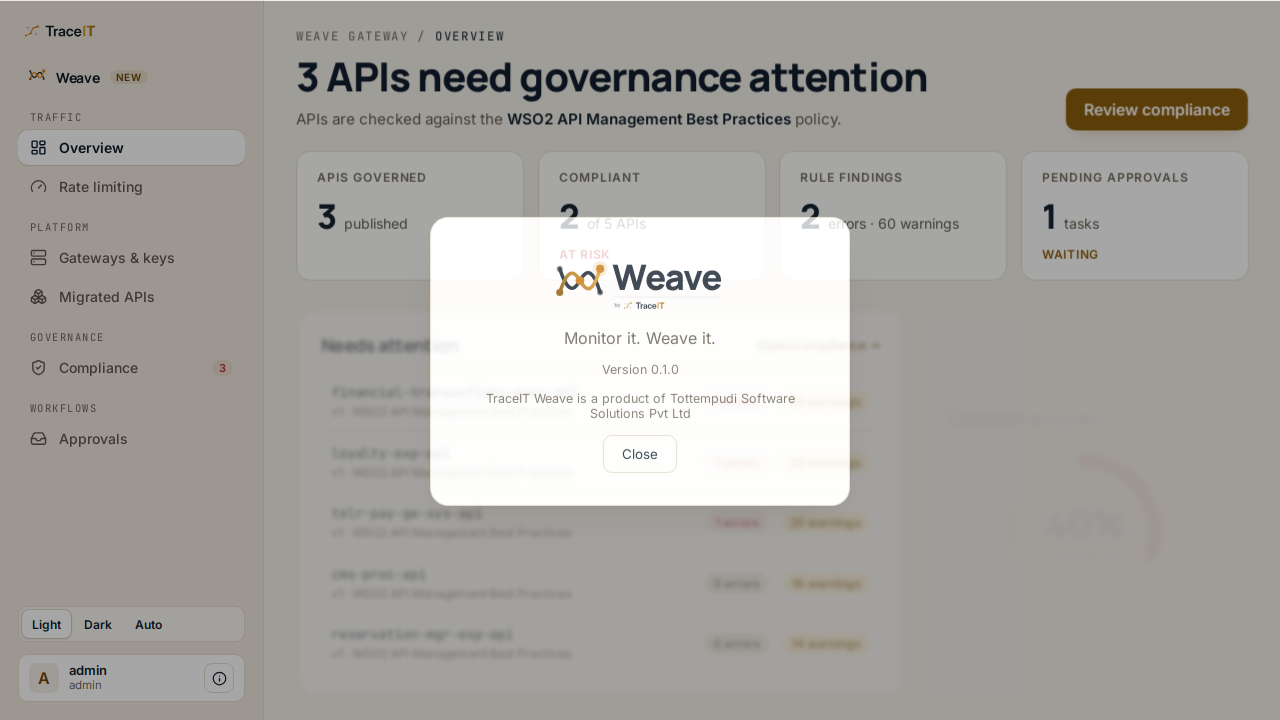 TraceIT
Weave NEW
TRAFFIC
Overview
Rate limiting
PLATFORM
Gateways & keys
Migrated APIs
GOVERNANCE
Compliance 3
WORKFLOWS
Approvals
Light Dark Auto
A admin
admin
WEAVE GATEWAY / OVERVIEW
3 APIs need governance attention
APIs are checked against the WSO2 API Management Best Practices policy.
Review compliance
APIS GOVERNED
3 published
COMPLIANT
2 of 5 APIs
AT RISK
RULE FINDINGS
2 errors · 60 warnings
PENDING APPROVALS
1 tasks
WAITING
Weave
by TraceIT
Monitor it. Weave it.
Version 0.1.0
TraceIT Weave is a product of Tottempudi Software
Solutions Pvt Ltd
Close
Needs attention
Open compliance →
loyalty-exp-api
v1 · WSO2 API Management Best Practices
telr-pay-gw-sys-api
v1 · WSO2 API Management Best Practices
1 errors
cms-proc-api
v1 · WSO2 API Management Best Practices
0 errors
reservation-mgr-exp-api
v1 · WSO2 API Management Best Practices
0 errors 14 warnings
40%